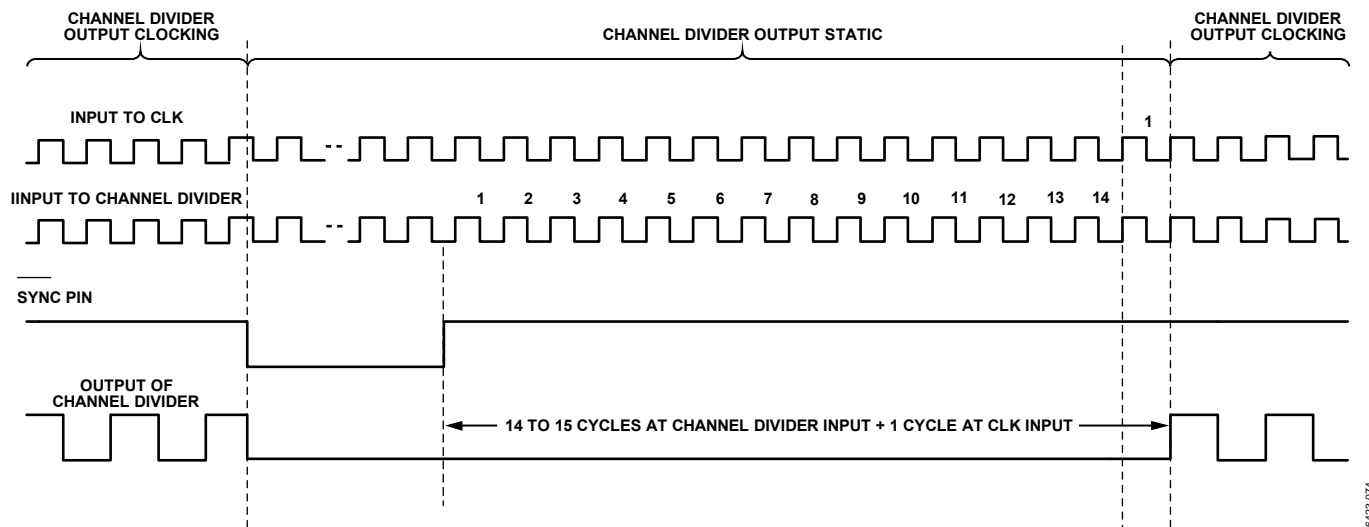 CHANNEL DIVIDER
OUTPUT CLOCKING
CHANNEL DIVIDER OUTPUT STATIC
CHANNEL DIVIDER
OUTPUT CLOCKING
INPUT TO CLK
1
IINPUT TO CHANNEL DIVIDER
1 2 3 4 5 6 7 8 9 10 11 12 13 14
SYNC PIN
OUTPUT OF
CHANNEL DIVIDER
14 TO 15 CYCLES AT CHANNEL DIVIDER INPUT + 1 CYCLE AT CLK INPUT